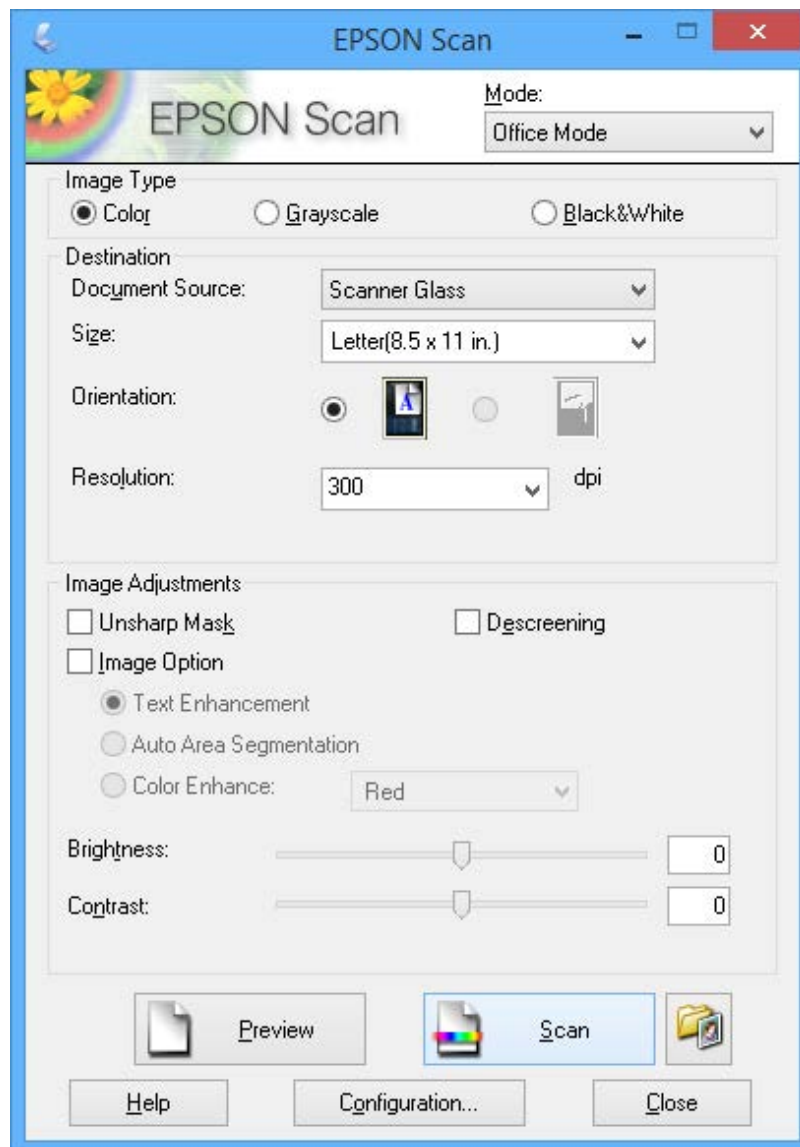 EPSON Scan
EPSON Scan
Mode:
Office Mode
Image Type
Color Grayscale Black&White
Destination
Document Source: Scanner Glass
Size: Letter(8.5 x 11 in.)
Orientation: A
Resolution: 300 dpi
Image Adjustments
Unsharp Mask Descreening
Image Option
Text Enhancement
Auto Area Segmentation
Color Enhance: Red
Brightness: 0
Contrast: 0
Preview Scan
Help Configuration... Close